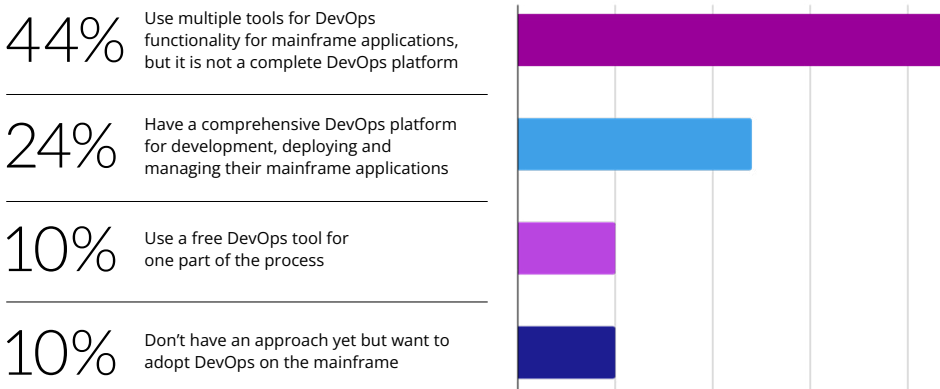 44%
Use multiple tools for DevOps
functionality for mainframe applications,
but it is not a complete DevOps platform
24%
Have a comprehensive DevOps platform
for development, deploying and
managing their mainframe applications
10%
Use a free DevOps tool for
one part of the process
10%
Don’t have an approach yet but want to
adopt DevOps on the mainframe